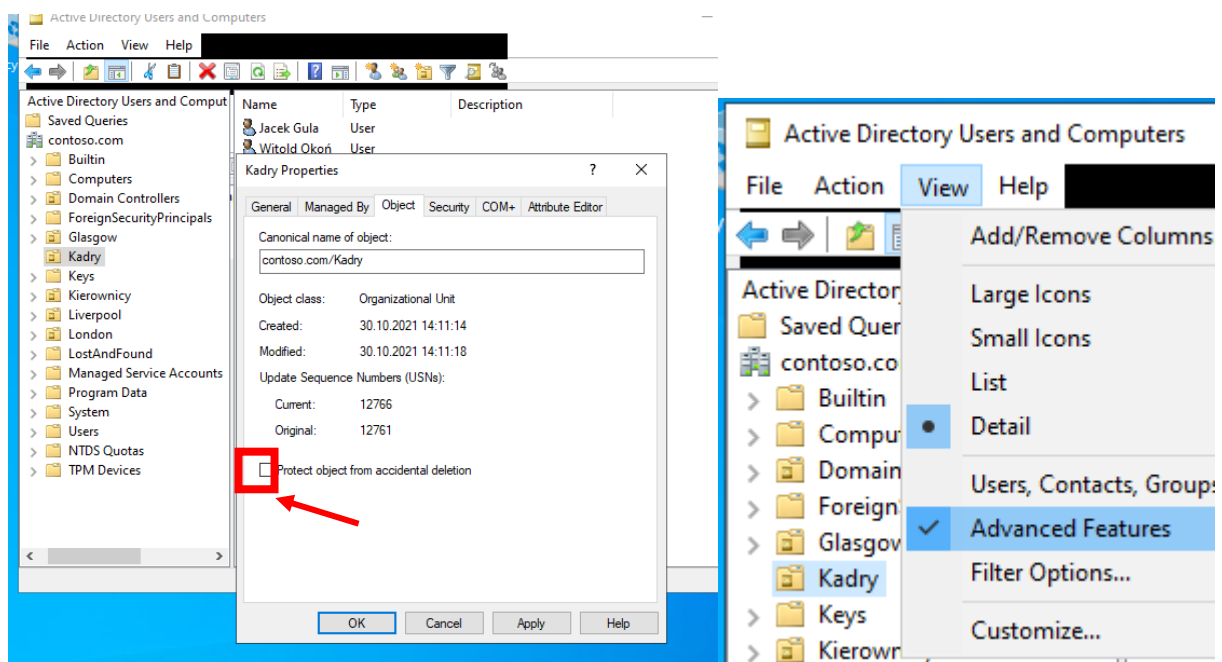 Active Directory Users and Computers
File Action View Help
Active Directory Users and Comput
Saved Queries
contoso.com
Builtin
Computers
Domain Controllers
ForeignSecurityPrincipals
Glasgow
Kadry
Keys
Kierownicy
Liverpool
London
LostAndFound
Managed Service Accounts
Program Data
System
Users
NTDS Quotas
TPM Devices
Name Type Description
Jacek Gula User
Witold Okoń User
Kadry Properties ? X
General Managed By Object Security COM+ Attribute Editor
Canonical name of object:
contoso.com/Kadry
Object class: Organizational Unit
Created: 30.10.2021 14:11:14
Modified: 30.10.2021 14:11:18
Update Sequence Numbers (USNs):
Current: 12766
Original: 12761
Protect object from accidental deletion
OK Cancel Apply Help
Active Directory Users and Computers
File Action View Help
Add/Remove Columns
Large Icons
Small Icons
List
Detail
Users, Contacts, Groups
Advanced Features
Filter Options...
Customize...
Active Director
Saved Quer
contoso.co
Builtin
Compu
Domain
Foreign
Glasgow
Kadry
Keys
Kierown